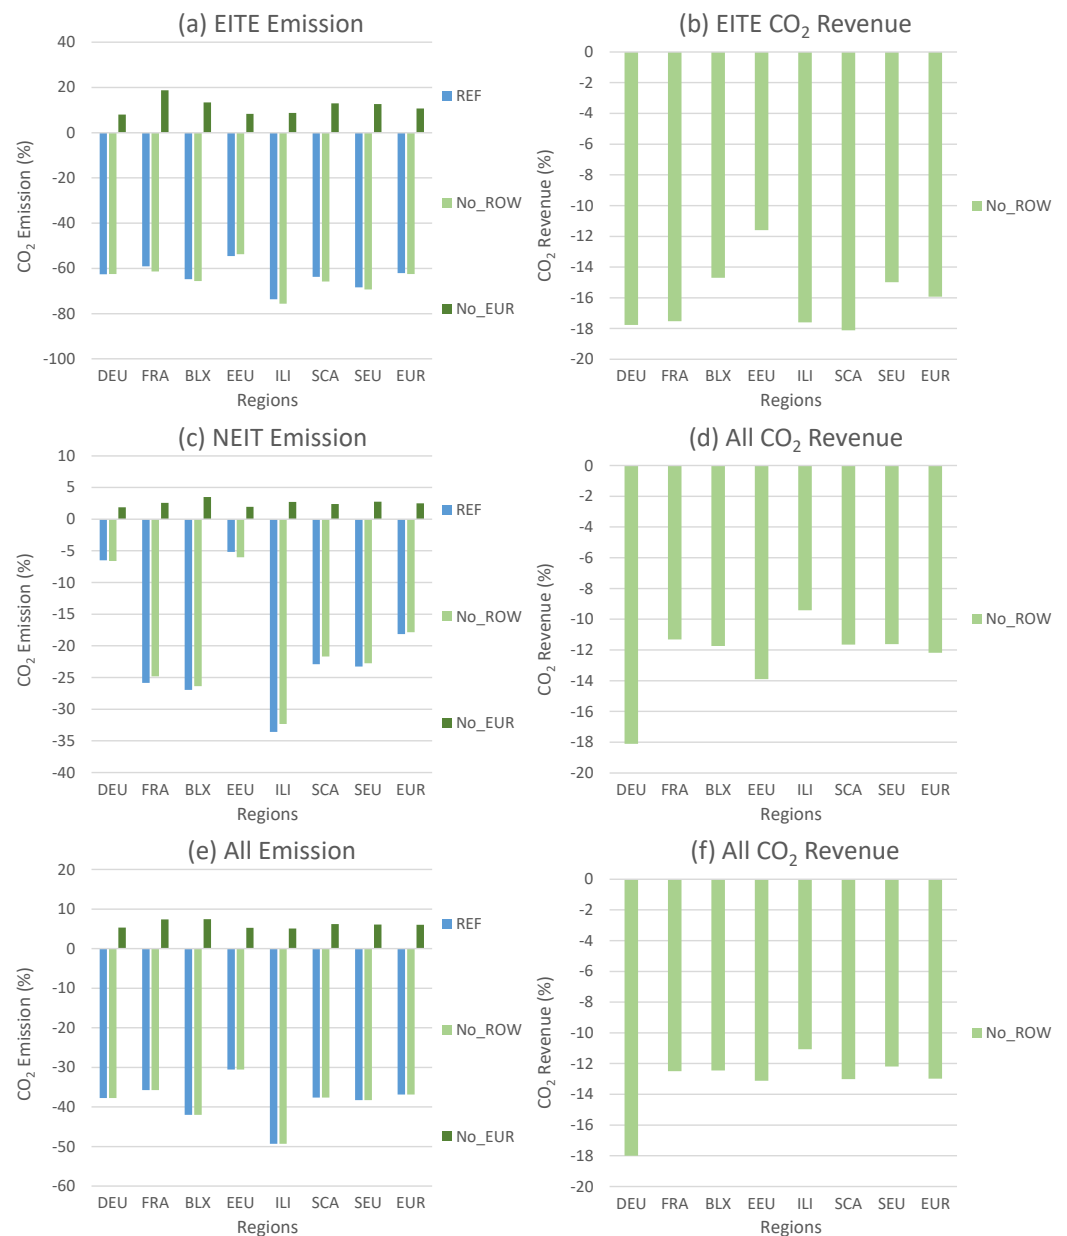 (a) EITE Emission
40
20
0
-20
-40
-60
-80
-100
CO2 Emission (%)
DEU FRA BLX EEU ILI SCA SEU EUR
Regions
REF
No_ROW
No_EUR
(b) EITE CO2 Revenue
0
-2
-4
-6
-8
-10
-12
-14
-16
-18
-20
CO2 Revenue (%)
DEU FRA BLX EEU ILI SCA SEU EUR
Regions
No_ROW
(c) NEIT Emission
10
5
0
-5
-10
-15
-20
-25
-30
-35
-40
CO2 Emission (%)
DEU FRA BLX EEU ILI SCA SEU EUR
Regions
REF
No_ROW
No_EUR
(d) All CO2 Revenue
0
-2
-4
-6
-8
-10
-12
-14
-16
-18
-20
CO2 Revenue (%)
DEU FRA BLX EEU ILI SCA SEU EUR
Regions
No_ROW
(e) All Emission
20
10
0
-10
-20
-30
-40
-50
-60
CO2 Emission (%)
DEU FRA BLX EEU ILI SCA SEU EUR
Regions
REF
No_ROW
No_EUR
(f) All CO2 Revenue
0
-2
-4
-6
-8
-10
-12
-14
-16
-18
-20
CO2 Revenue (%)
DEU FRA BLX EEU ILI SCA SEU EUR
Regions
No_ROW